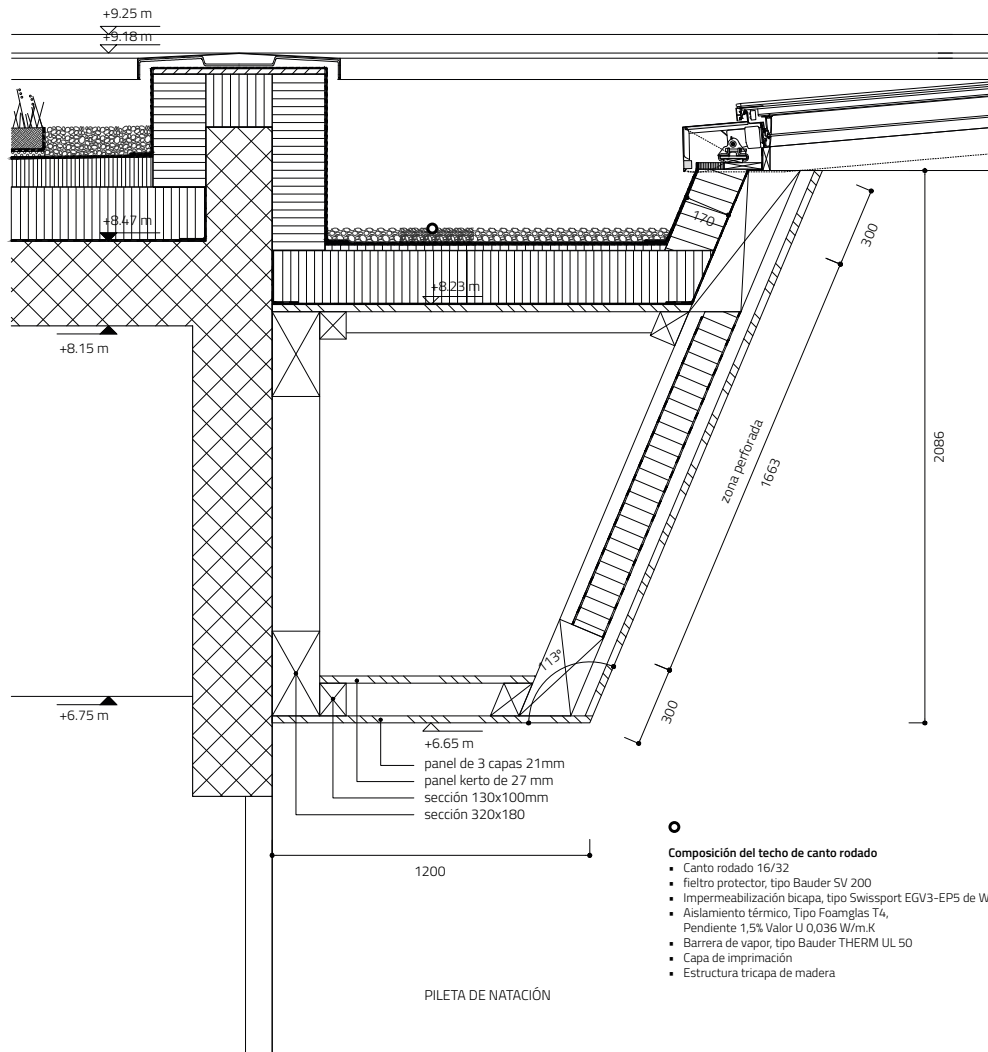 +9.25 m
+9.18 m
+8.47 m
170
300
+8.23 m
+8.15 m
zona perforada
1663
2086
113º
300
+6.75 m
+6.65 m
panel de 3 capas 21mm
panel kerto de 27 mm
sección 130x100mm
sección 320x180
1200
Composición del techo de canto rodado
▪ Canto rodado 16/32
▪ fieltro protector, tipo Bauder SV 200
▪ Impermeabilización bicapa, tipo Swissport EGV3-EP5 de W
▪ Aislamiento térmico, Tipo Foamglas T4,
Pendiente 1,5% Valor U 0,036 W/m.K
▪ Barrera de vapor, tipo Bauder THERM UL 50
▪ Capa de imprimación
▪ Estructura tricapa de madera
PILETA DE NATACIÓN